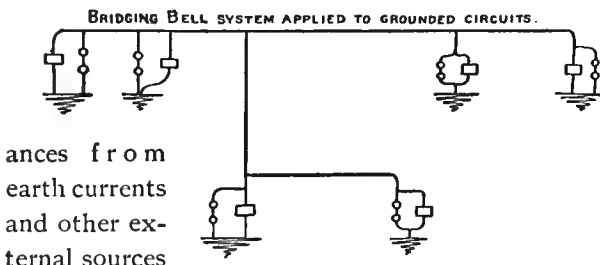 BRIDGING BELL SYSTEM APPLIED TO GROUNDED CIRCUITS.
ances from
earth currents
and other ex-
ternal sources